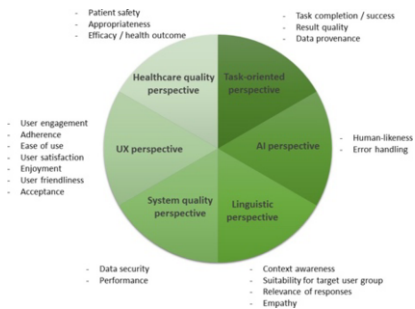 - Patient safety
- Appropriateness
- Efficacy / health outcome
- Task completion / success
- Result quality
- Data provenance
Healthcare quality
perspective
Task-oriented
perspective
- User engagement
- Adherence
- Ease of use
- User satisfaction
- Enjoyment
- User friendliness
- Acceptance
UX perspective
AI perspective
- Human-likeness
- Error handling
System quality
perspective
Linguistic
perspective
- Data security
- Performance
- Context awareness
- Suitability for target user group
- Relevance of responses
- Empathy